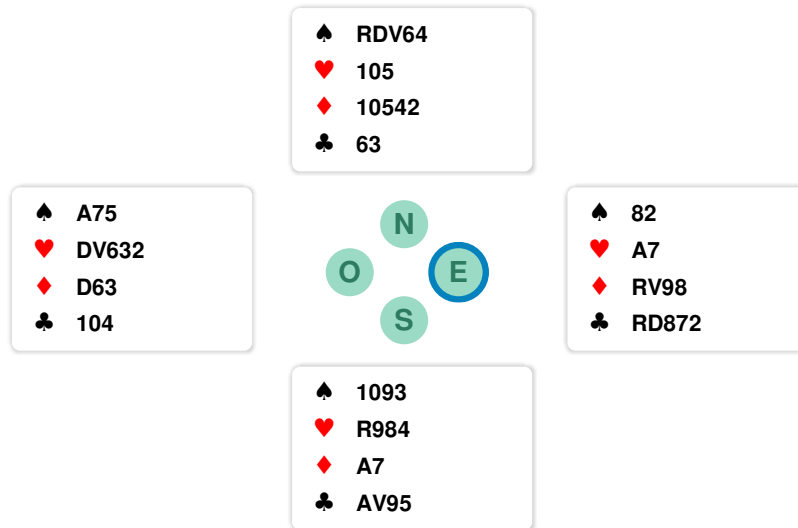 ♠ RDV64
♥ 105
♦ 10542
♣ 63
♠ A75
♥ DV632
♦ D63
♣ 104
N
O E
S
♠ 82
♥ A7
♦ RV98
♣ RD872
♠ 1093
♥ R984
♦ A7
♣ AV95